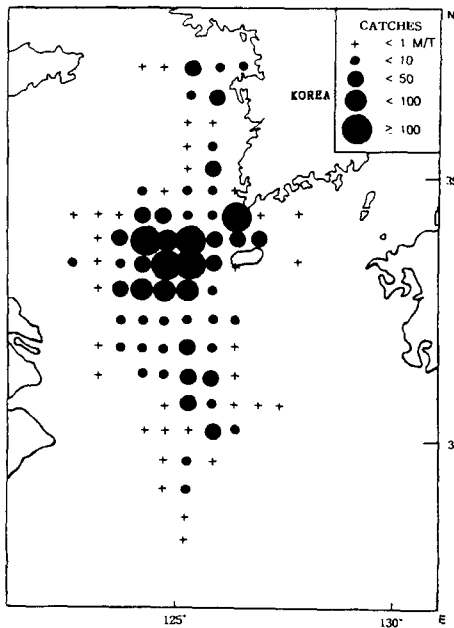 N
CATCHES
+ < 1 M/T
< 10
KOREA
< 50
< 100
≥ 100
35
3
125°
130°
E